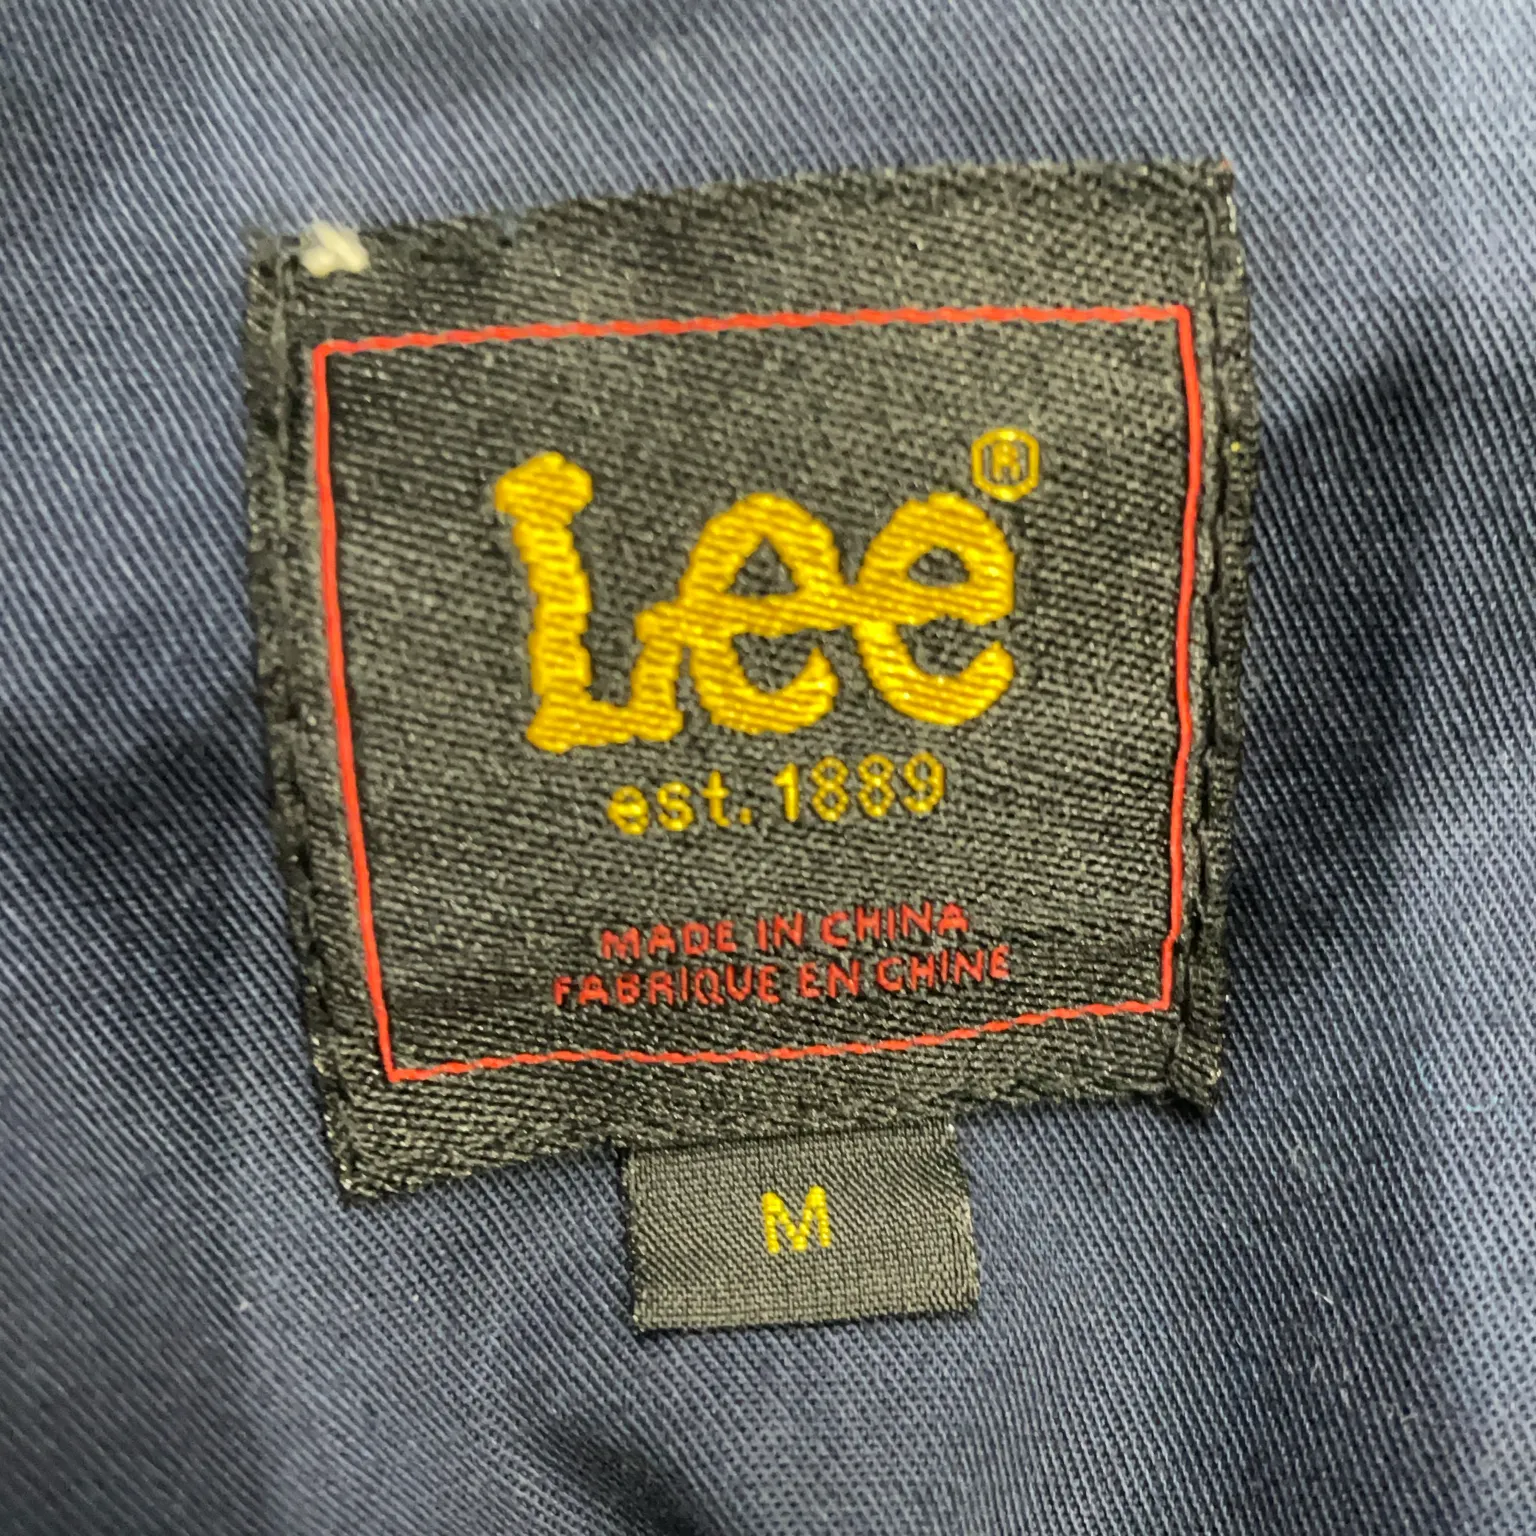 Lee®
est. 1889
MADE IN CHINA
FABRIQUE EN CHINE
M